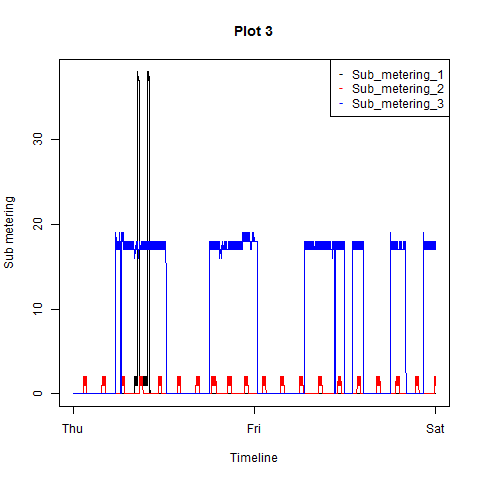 Plot 3
- Sub_metering_1
- Sub_metering_2
- Sub_metering_3
Sub metering
30
20
10
0
Thu Fri Sat
Timeline